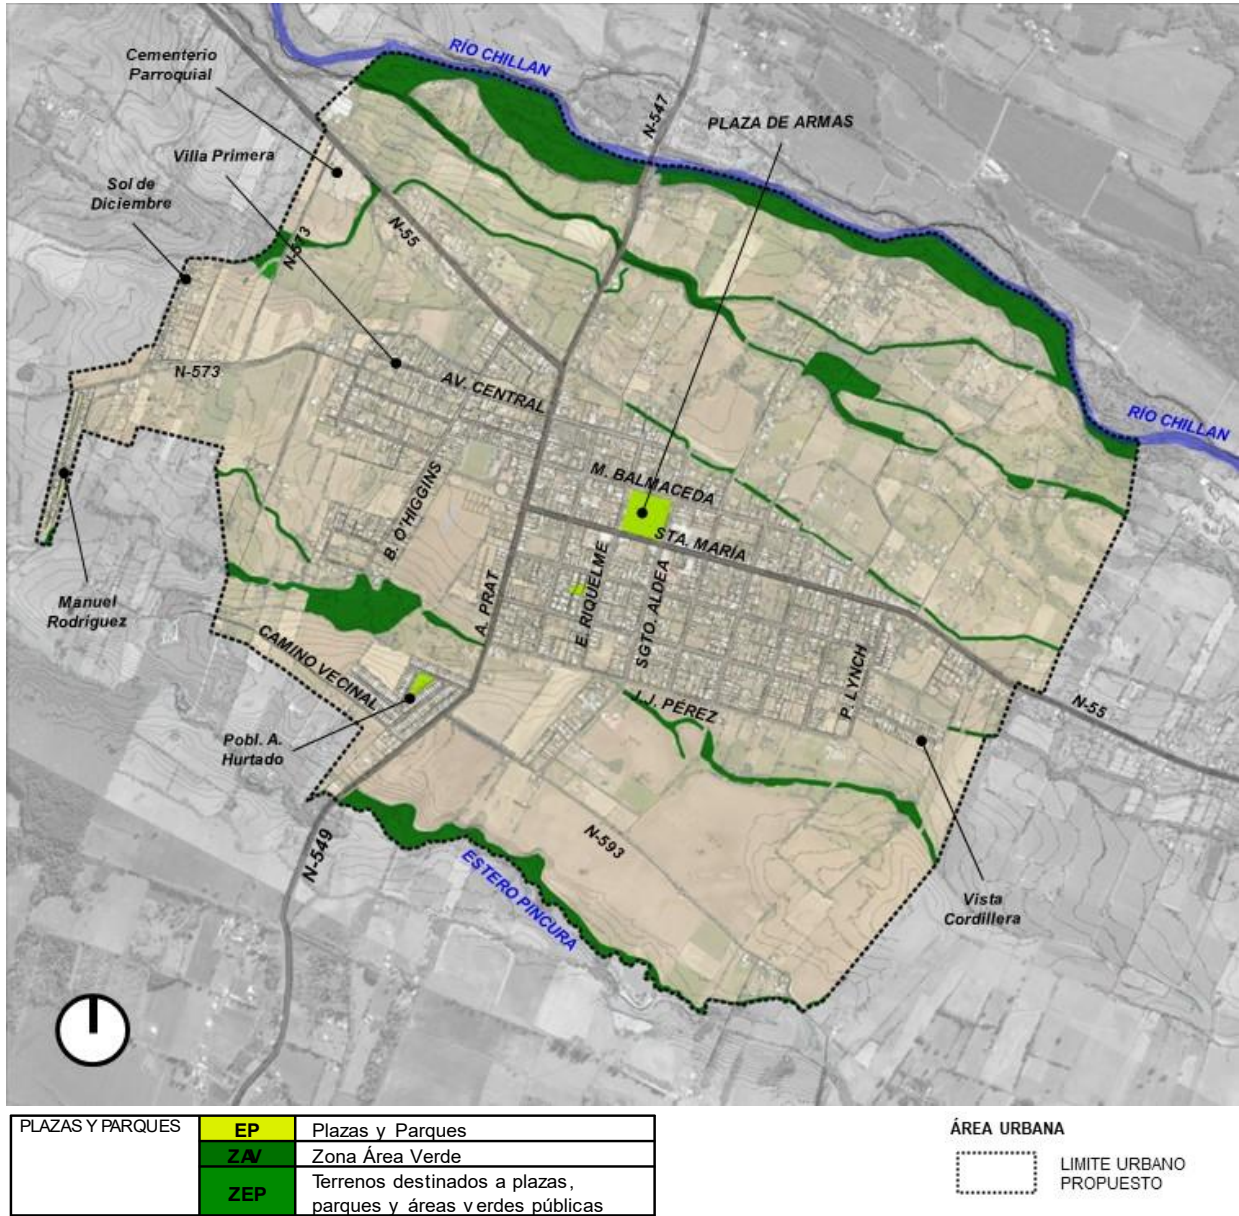 RÍO CHILLAN
Cementerio
Parroquial
N-547
PLAZA DE ARMAS
Villa Primera
Sol de
Diciembre
N-55
N-573
N-573
AV. CENTRAL
RÍO CHILLAN
M. BALMACEDA
B. O'HIGGINS
STA. MARÍA
Manuel
Rodríguez
A. PRAT
E. RIQUELME
SGTO. ALDEA
CAMINO VECINAL
P. LYNCH
J.J. PÉREZ
N-55
Pobl. A.
Hurtado
N-593
N-549
ESTERO PINCURA
Vista
Cordillera
PLAZAS Y PARQUES
EP Plazas y Parques
ZAV Zona Área Verde
ZEP Terrenos destinados a plazas,
parques y áreas verdes públicas
ÁREA URBANA
LIMITE URBANO
PROPUESTO